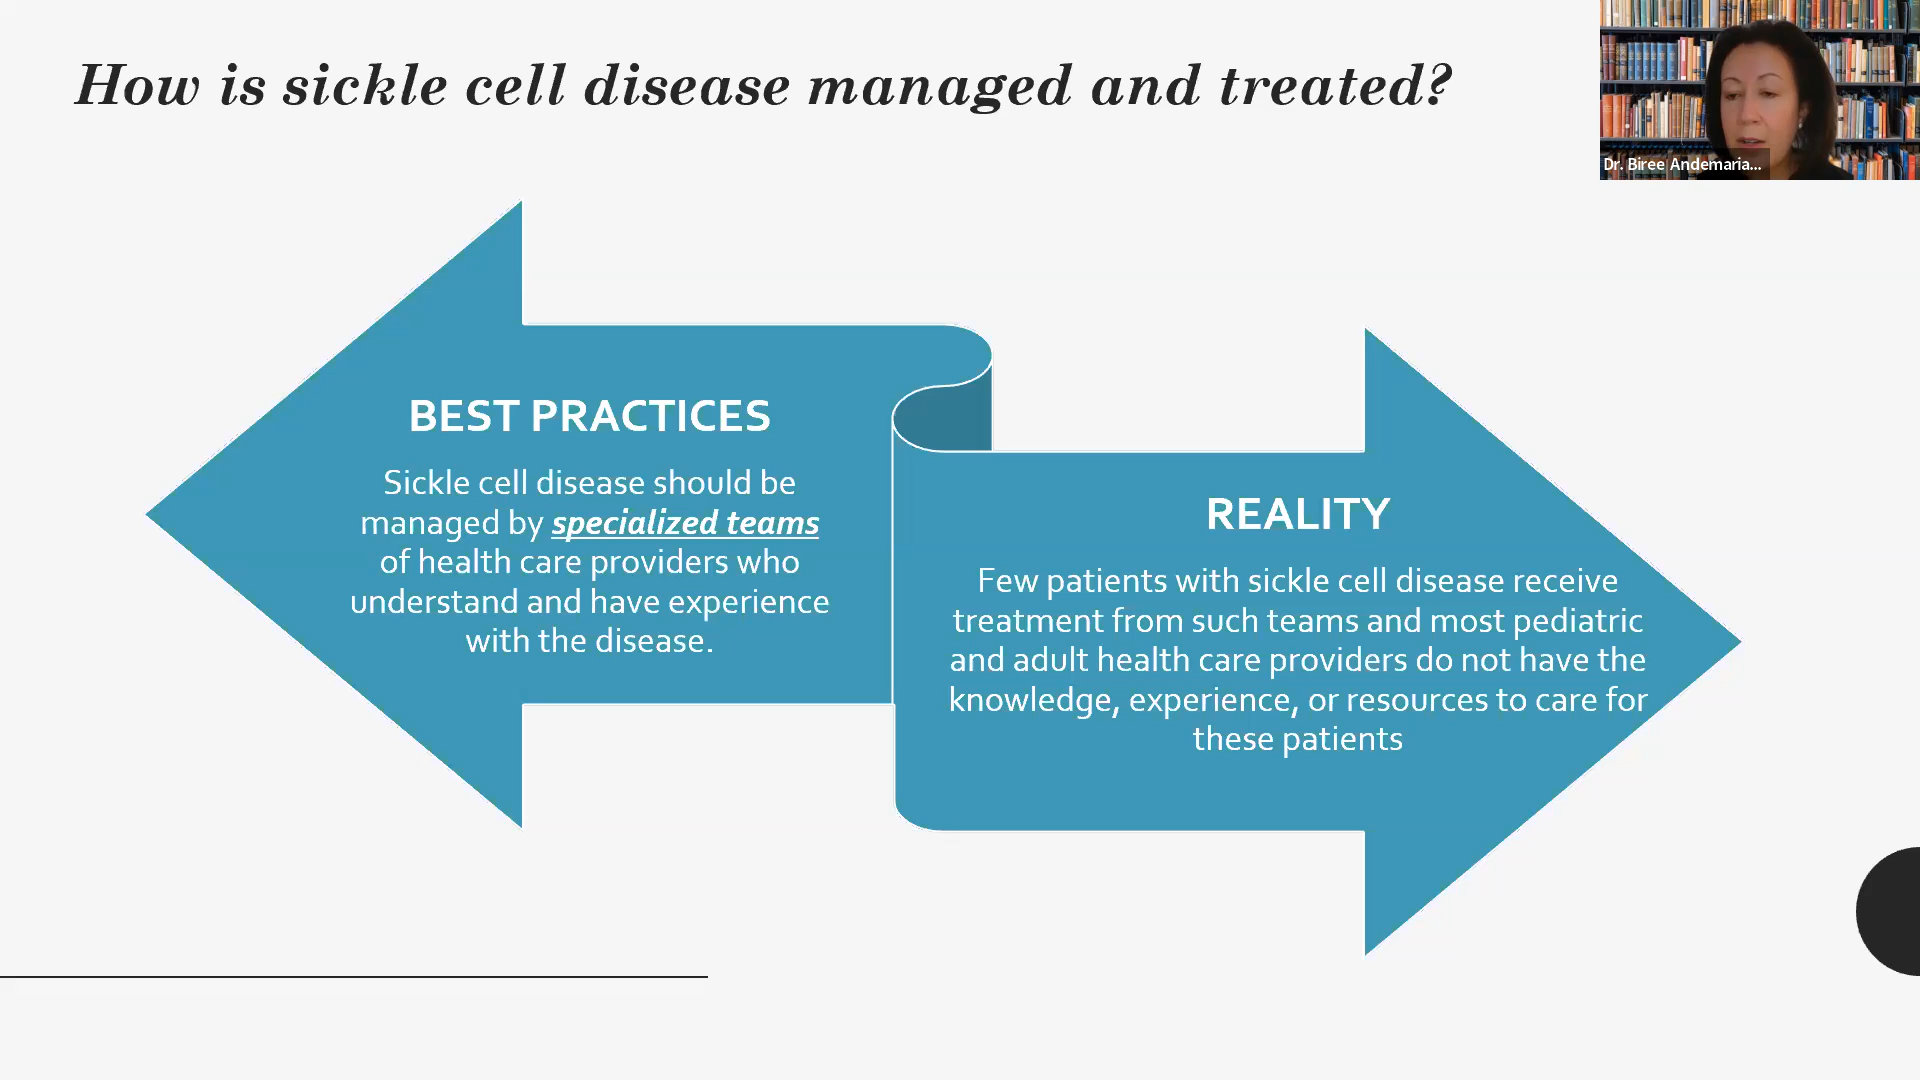 How is sickle cell disease managed and treated?
Dr. Biree Andemaria...
BEST PRACTICES
Sickle cell disease should be
managed by specialized teams
of health care providers who
understand and have experience
with the disease.
REALITY
Few patients with sickle cell disease receive
treatment from such teams and most pediatric
and adult health care providers do not have the
knowledge, experience, or resources to care for
these patients